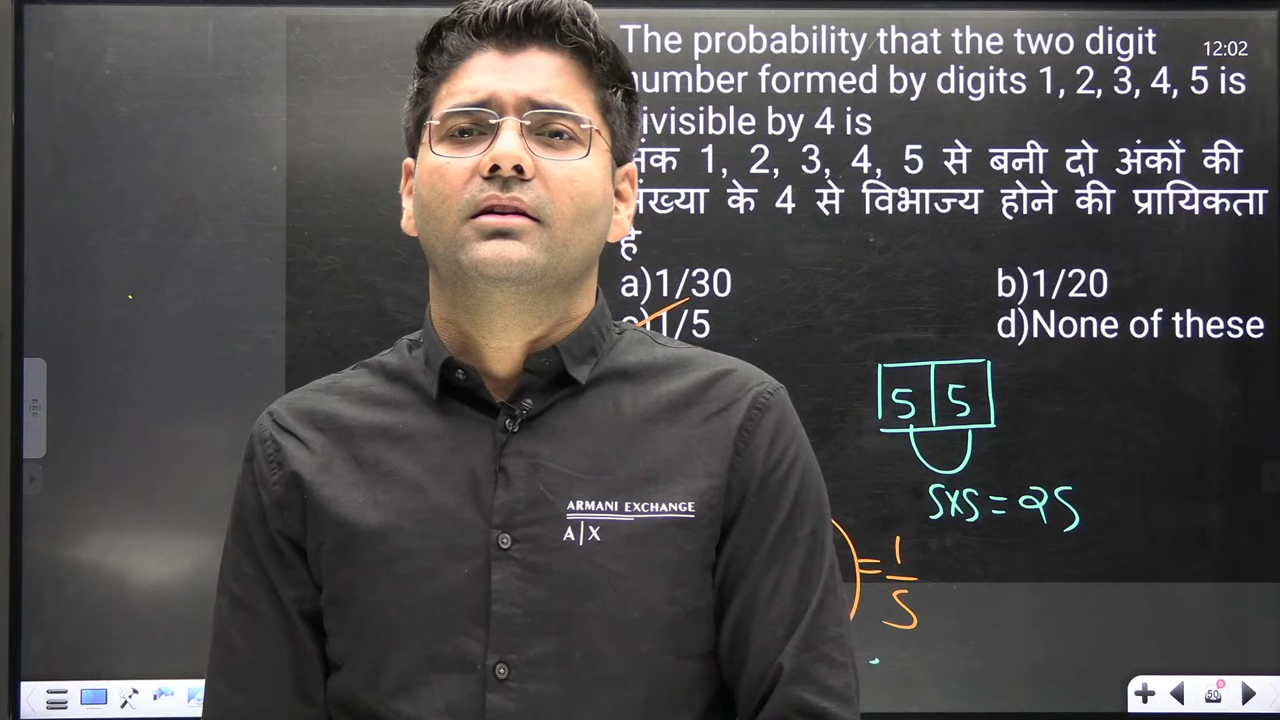 The probability that the two digit
12:02
number formed by digits 1, 2, 3, 4, 5 is
ivisible by 4 is
1, 2, 3, 4, 5 से बनी दो अंकों की
के 4 से विभाज्य होने की प्रायिकता
है
a)1/30 b)1/20
c)1/5 d)None of these
5 5
5x5=25
=1/5
ARMANI EXCHANGE
A|X
50